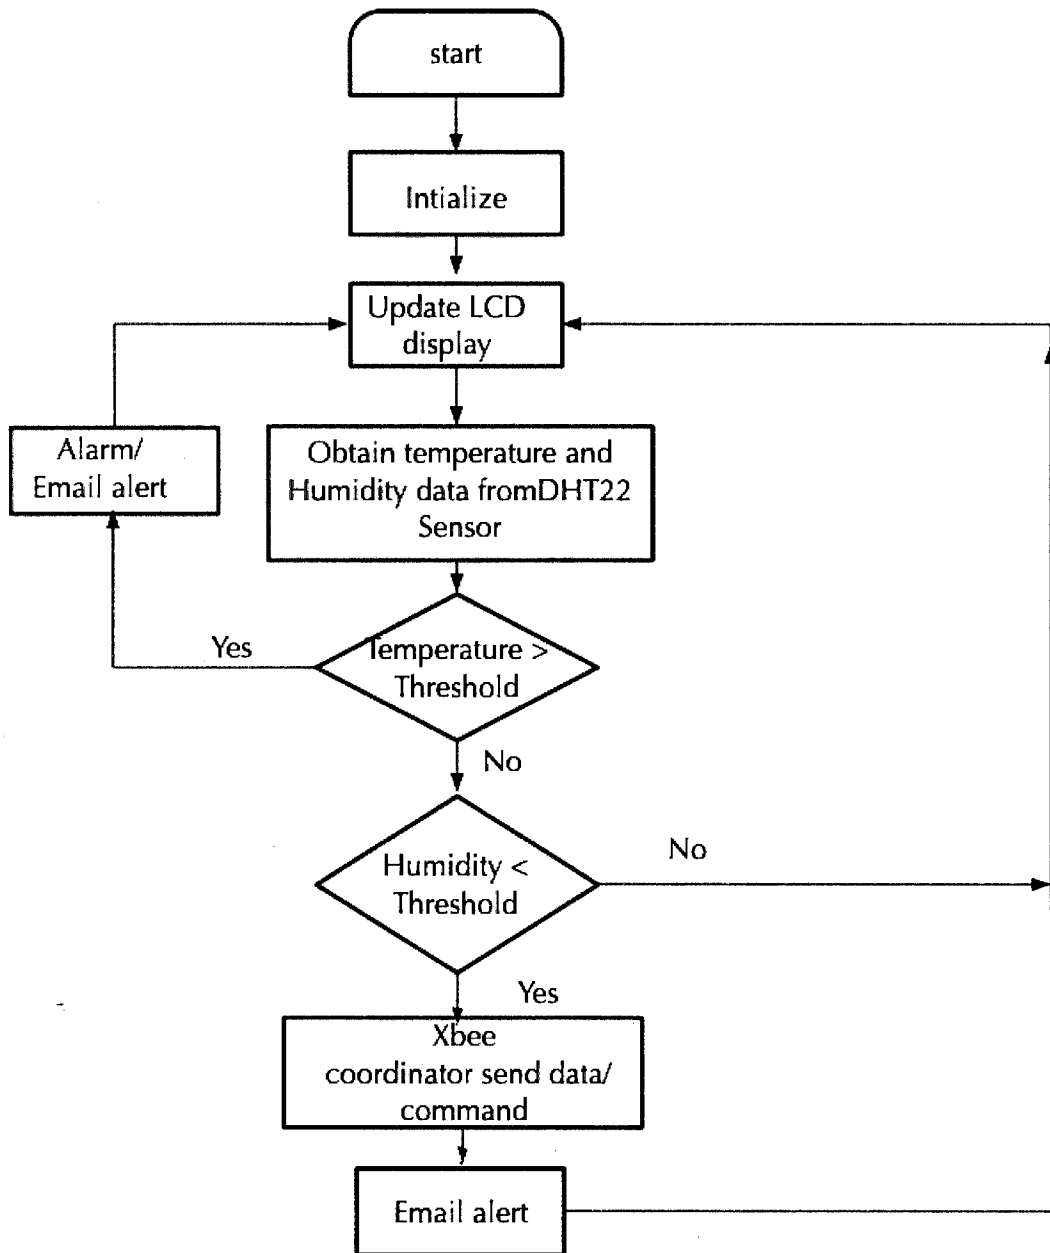 start
Intialize
Update LCD
display
Alarm/
Email alert
Obtain temperature and
Humidity data fromDHT22
Sensor
Yes
Temperature >
Threshold
No
Humidity <
Threshold
No
Yes
Xbee
coordinator send data/
command
Email alert